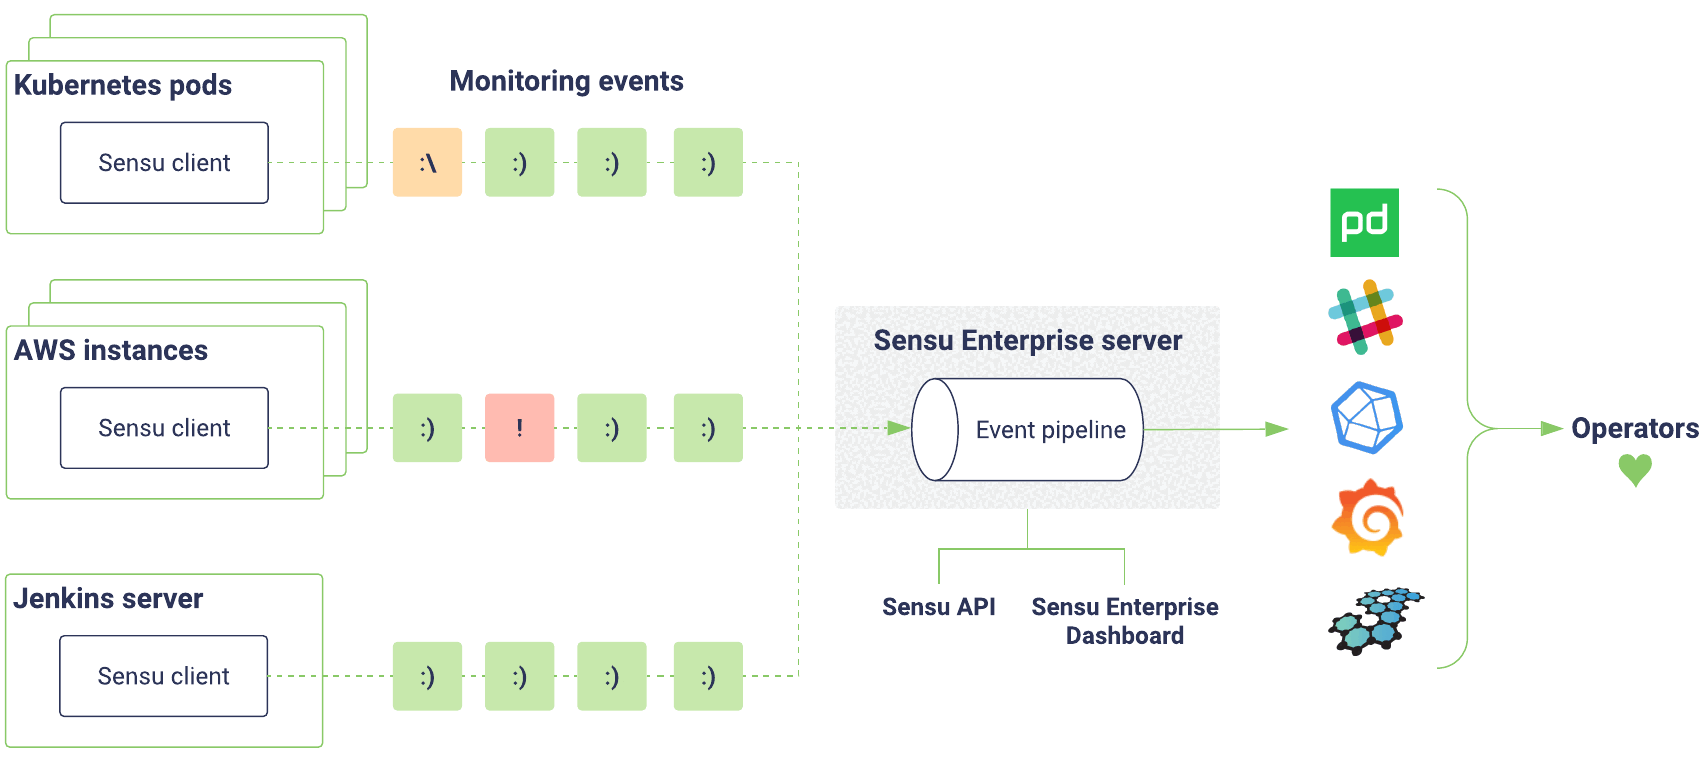 Kubernetes pods
Sensu client
Monitoring events
:\ :) :) :)
AWS instances
Sensu client
:) ! :) :)
Jenkins server
Sensu client
:) :) :) :)
Sensu Enterprise server
Event pipeline
Sensu API
Sensu Enterprise
Dashboard
pd
Operators